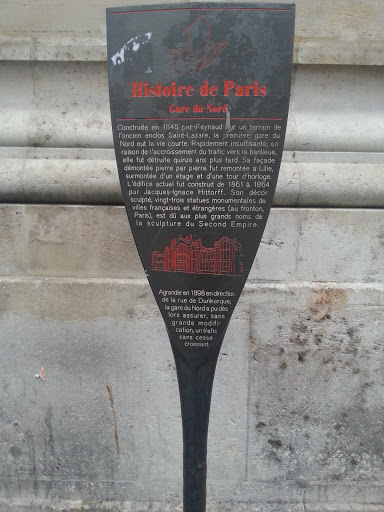 Histoire de Paris
Gare du Nord
Construite en 1845 par Reynaud sur un terrain de
l'ancien enclos Saint-Lazare, la première gare du
Nord eut la vie courte. Rapidement insuffisante, en
raison de l'accroissement du trafic vers la banlieue,
elle fut détruite quinze ans plus tard. Sa façade
démontée pierre par pierre fut remontée à Lille,
surmontée d'un étage et d'une tour d'horloge.
L'édifice actuel fut construit de 1861 à 1864
par Jacques-Ignace Hittorff. Son décor
sculpté, vingt-trois statues monumentales de
villes françaises et étrangères (au fronton,
Paris), est dû aux plus grands noms de
la sculpture du Second Empire.
Agrandie en 1898 en direction
de la rue de Dunkerque,
la gare du Nord a pu dès
lors assurer, sans
grande modifi-
cation, un trafic
sans cesse
croissant.